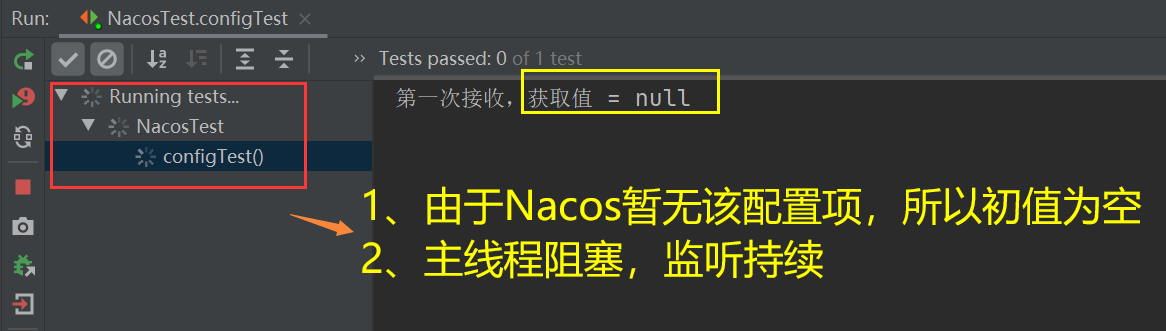 Run: NacosTest.configTest
Tests passed: 0 of 1 test
Running tests...
NacosTest
configTest()
第一次接收，获取值 = null
1、由于Nacos暂无该配置项，所以初值为空
2、主线程阻塞，监听持续